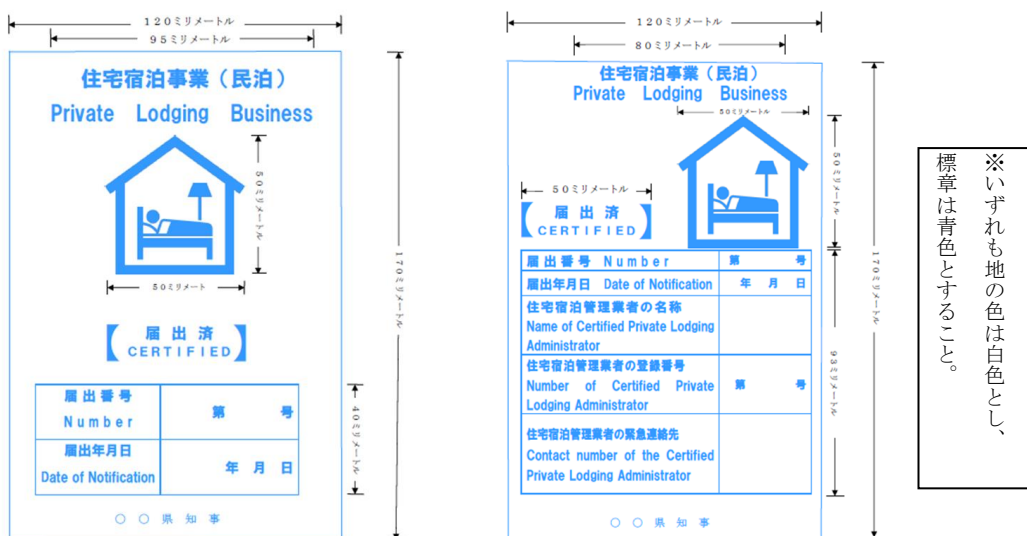 120ミリメートル
95ミリメートル
住宅宿泊事業（民泊）
Private Lodging Business
50ミリメートル
50ミリメート
170ミリメートル
【届出済
CERTIFIED】
届出番号
Number
第 号
届出年月日
Date of Notification
年 月 日
40ミリメートル
○○県知事
120ミリメートル
80ミリメートル
住宅宿泊事業（民泊）
Private Lodging Business
50ミリメートル
50ミリメートル
50ミリメートル
【届出済
CERTIFIED】
届出番号 Number
第 号
届出年月日 Date of Notification
年 月 日
住宅宿泊管理業者の名称
Name of Certified Private Lodging
Administrator
住宅宿泊管理業者の登録番号
Number of Certified Private
Lodging Administrator
第 号
住宅宿泊管理業者の緊急連絡先
Contact number of the Certified
Private Lodging Administrator
93ミリメートル
170ミリメートル
○○県知事
※いずれも地の色は白色とし、
標章は青色とすること。